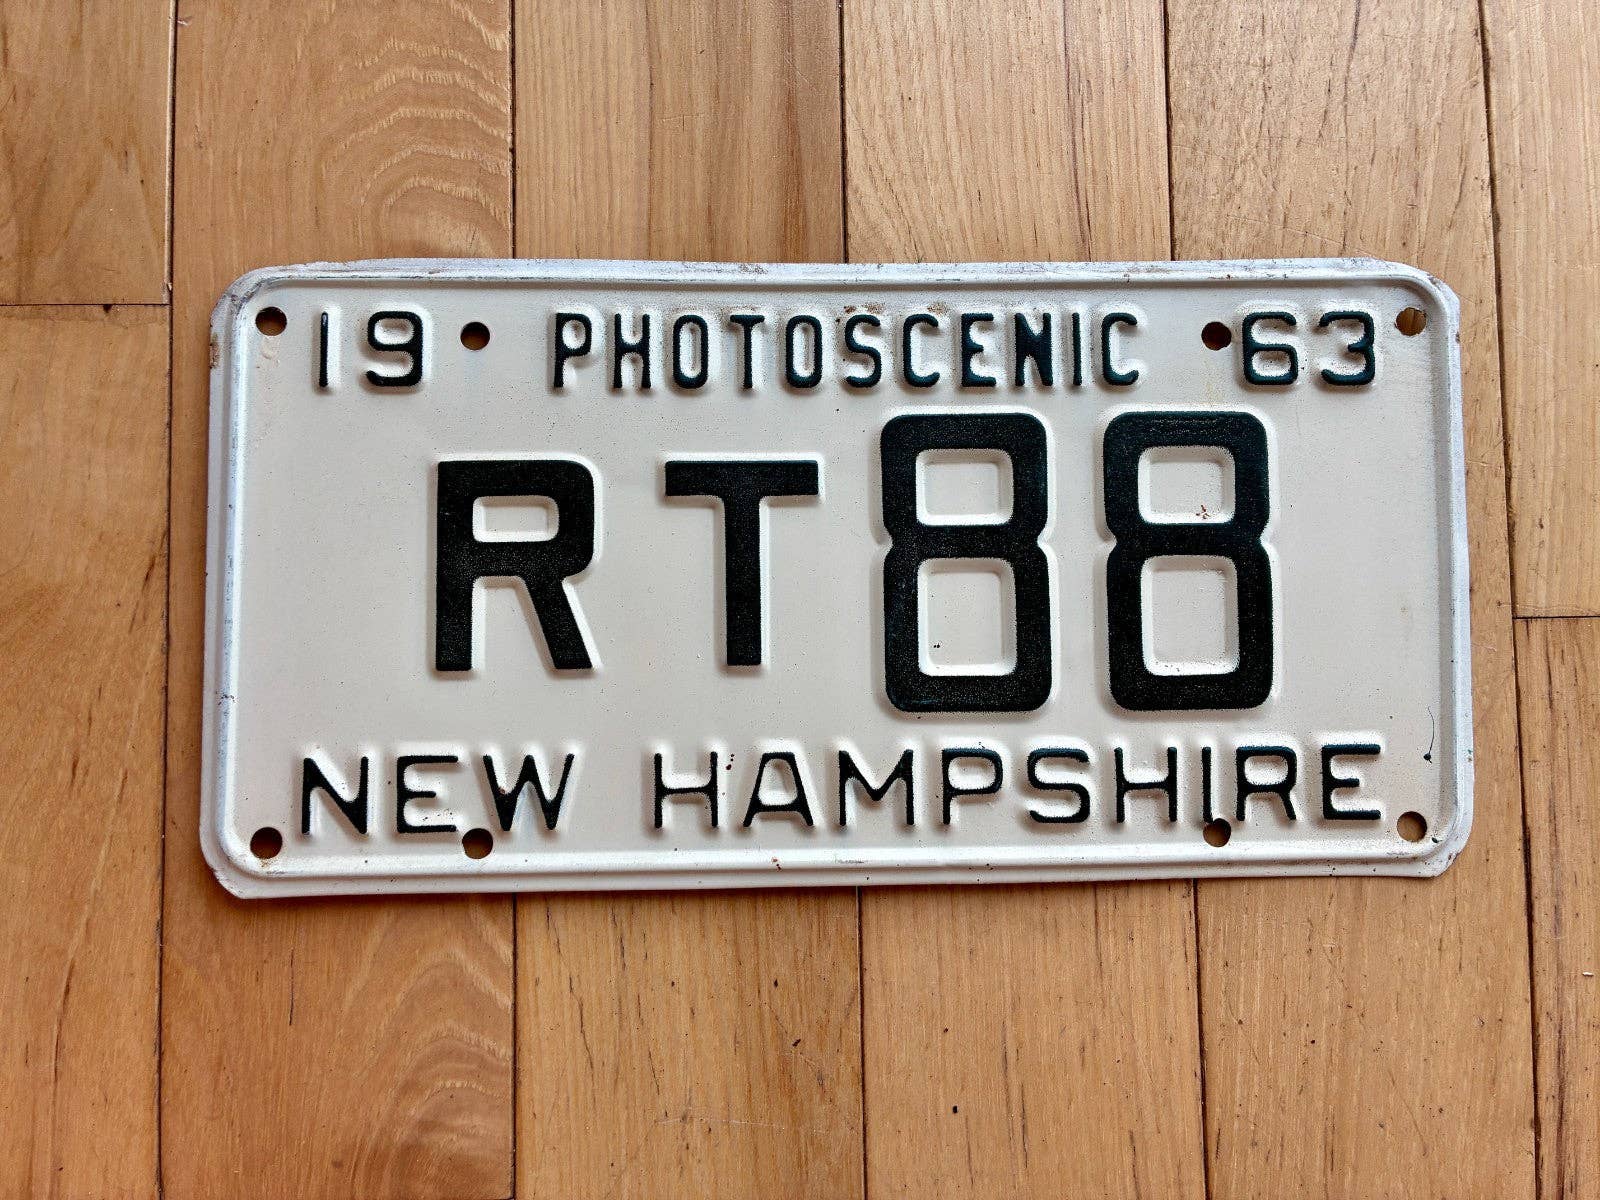 19 PHOTOSCENIC 63
RT88
NEW HAMPSHIRE